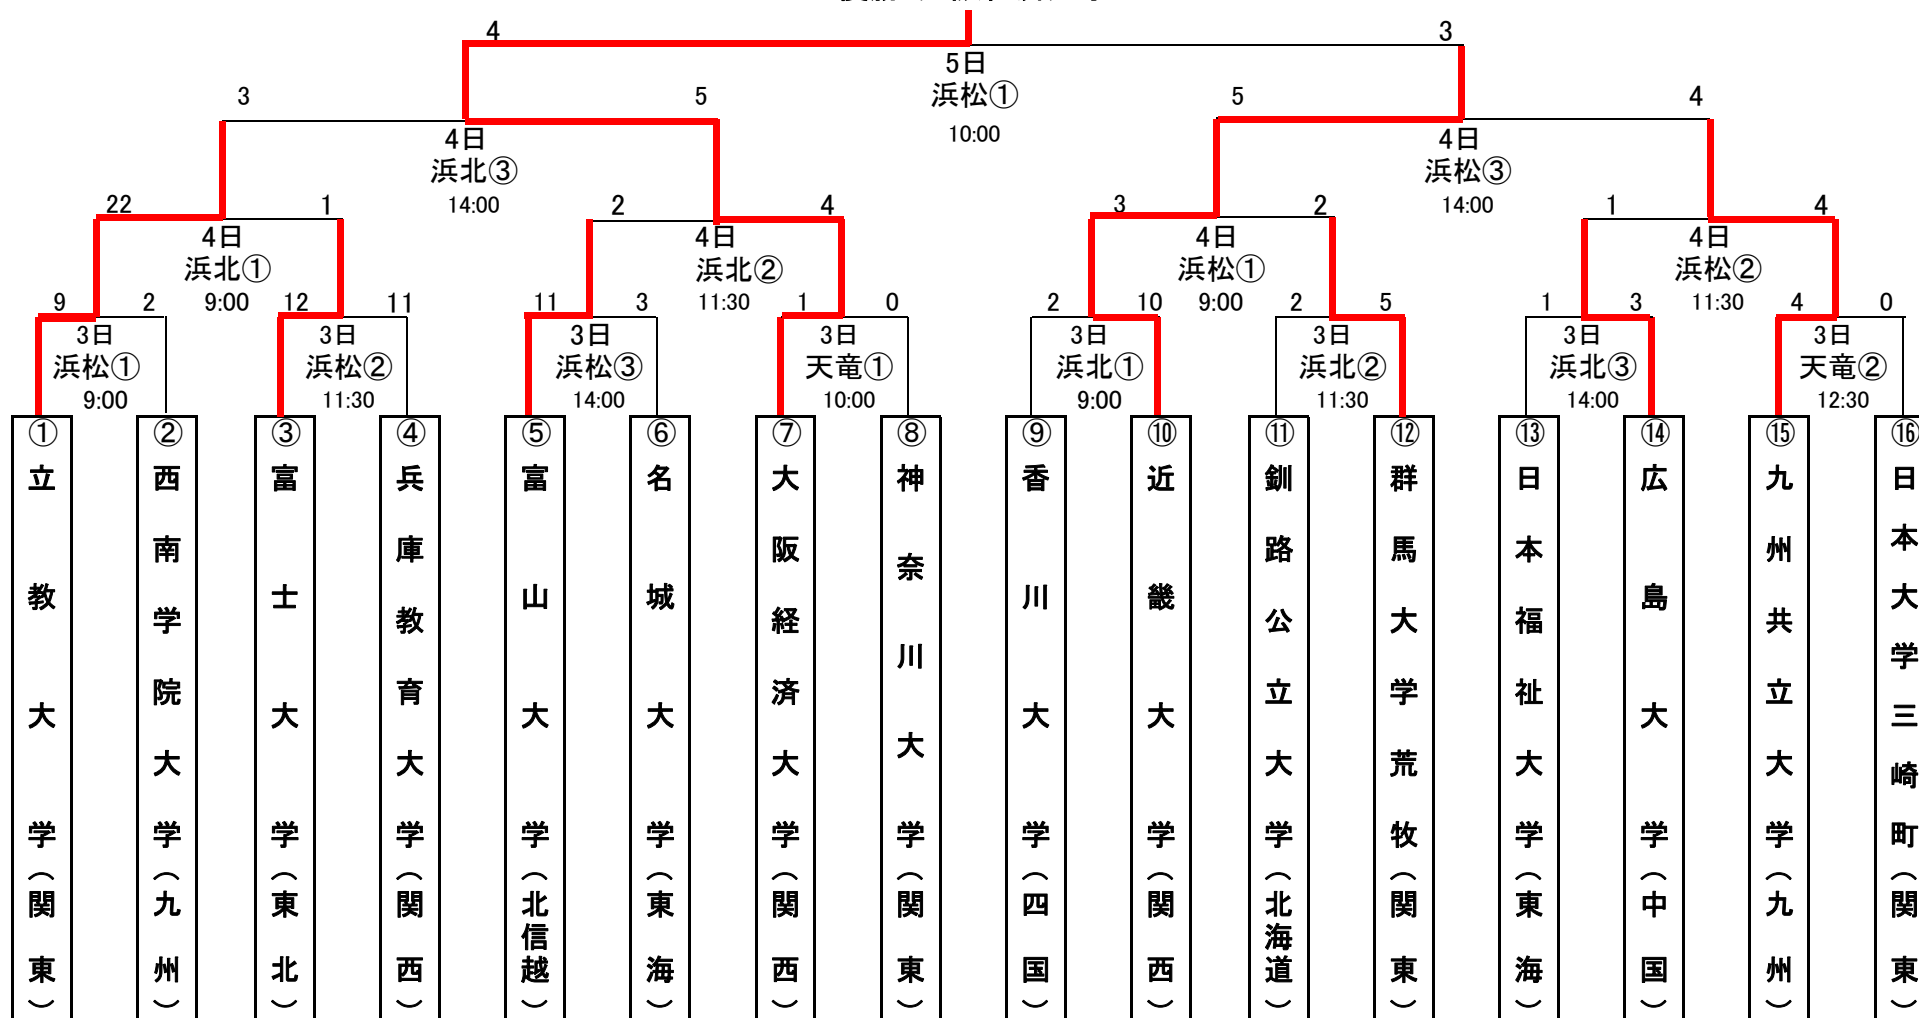 4
3
5日
浜松①
10:00
3
5
5
4
4日
浜北③
14:00
4日
浜松③
14:00
22
1
2
4
3
2
1
4
4日
浜北①
9:00
4日
浜北②
11:30
4日
浜松①
9:00
4日
浜松②
11:30
9
2
12
11
11
3
1
0
2
10
2
5
1
3
4
0
3日
浜松①
9:00
3日
浜松②
11:30
3日
浜松③
14:00
3日
天竜①
10:00
3日
浜北①
9:00
3日
浜北②
11:30
3日
浜北③
14:00
3日
天竜②
12:30
①立教大学(関東)
②西南学院大学(九州)
③富士大学(東北)
④兵庫教育大学(関西)
⑤富山大学(北信越)
⑥名城大学(東海)
⑦大阪経済大学(関西)
⑧神奈川大学(関東)
⑨香川大学(四国)
⑩近畿大学(関西)
⑪釧路公立大学(北海道)
⑫群馬大学荒牧(関東)
⑬日本福祉大学(東海)
⑭広島大学(中国)
⑮九州共立大学(九州)
⑯日本大学三崎町(関東)